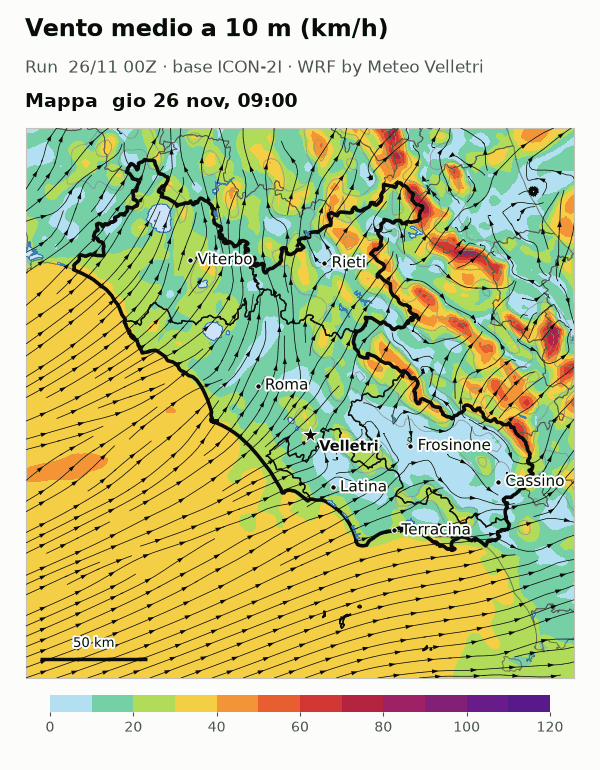 Vento medio a 10 m (km/h)
Run  26/11 00Z · base ICON-2I · WRF by Meteo Velletri
Mappa  gio 26 nov, 09:00
Viterbo
Rieti
Roma
Velletri
Frosinone
Latina
Cassino
Terracina
50 km
0 20 40 60 80 100 120